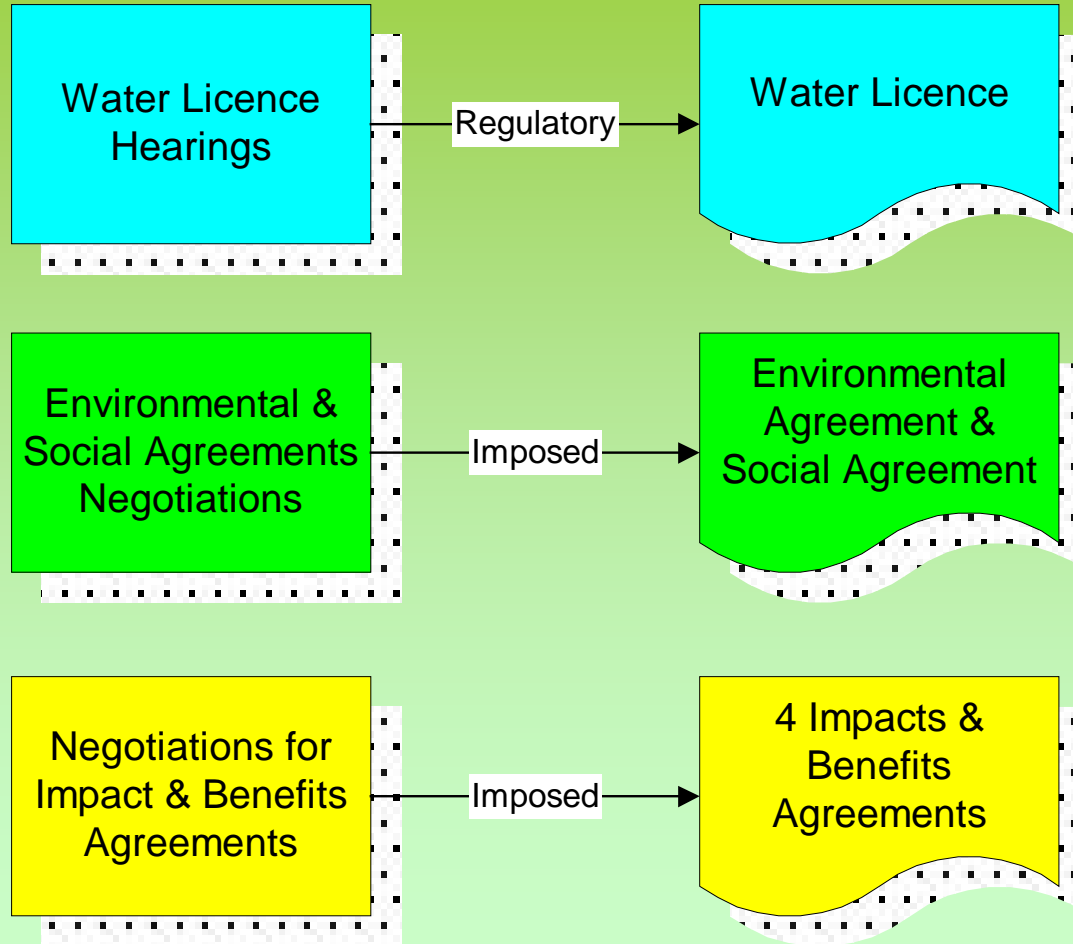 Water Licence
Hearings
Regulatory
Water Licence
Environmental &
Social Agreements
Negotiations
Imposed
Environmental
Agreement &
Social Agreement
Negotiations for
Impact & Benefits
Agreements
Imposed
4 Impacts &
Benefits
Agreements